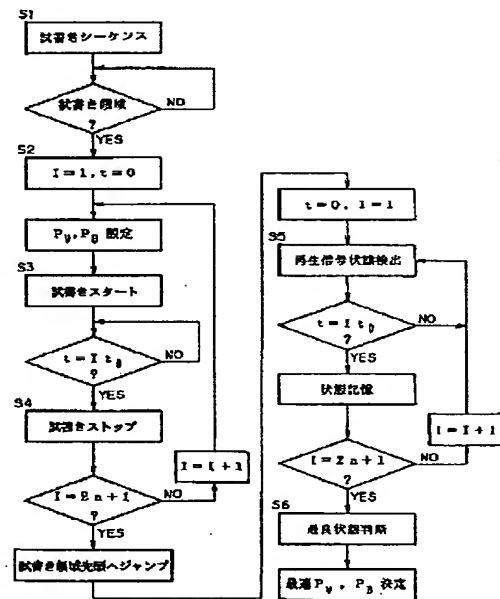 S1
試書きシーケンス
試書き領域
?
NO
YES
S2
I=1, t=0
P_W, P_B 設定
S3
試書きスタート
t=I t_0
?
NO
YES
S4
試書きストップ
I=I+1
I=2n+1
?
NO
YES
試書き領域先頭へジャンプ
t=0, I=1
S5
再生信号状態検出
t=I t_0
?
NO
YES
状態記憶
I=I+1
I=2n+1
?
NO
YES
S6
最良状態判断
最適 P_W, P_B 決定